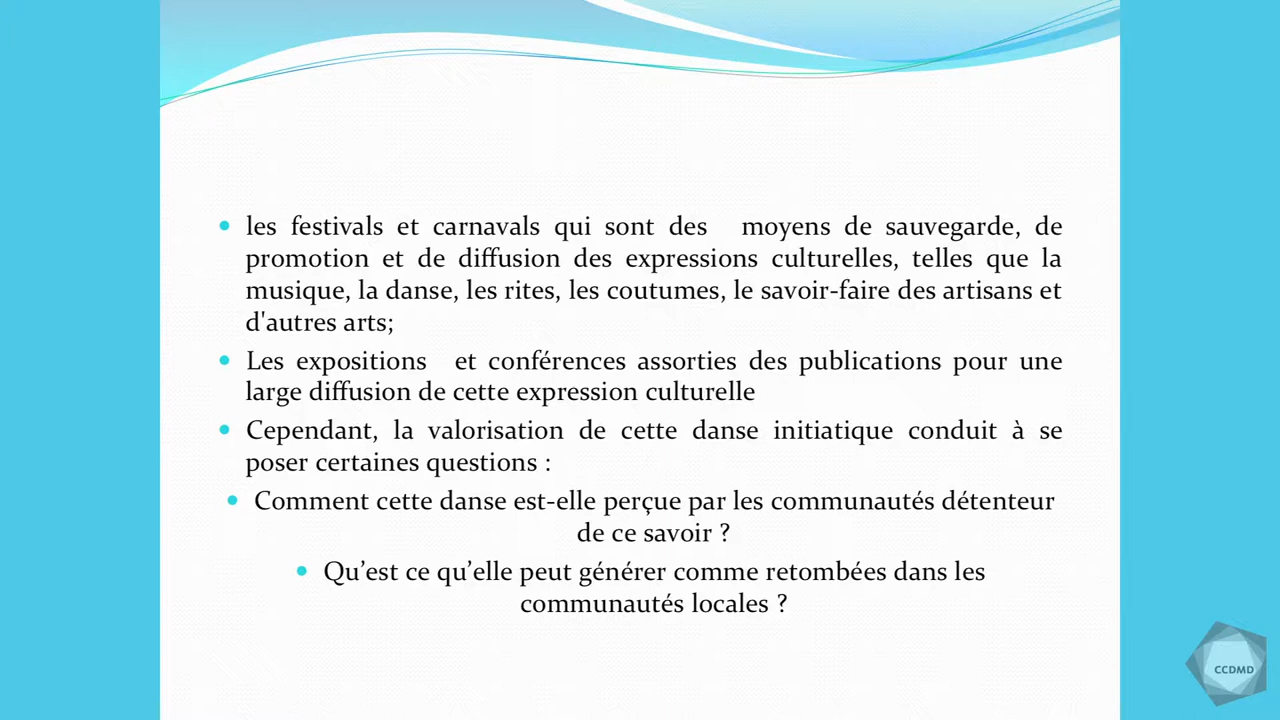 les festivals et carnavals qui sont des moyens de sauvegarde, de
promotion et de diffusion des expressions culturelles, telles que la
musique, la danse, les rites, les coutumes, le savoir-faire des artisans et
d'autres arts;
Les expositions et conférences assorties des publications pour une
large diffusion de cette expression culturelle
Cependant, la valorisation de cette danse initiatique conduit à se
poser certaines questions :
Comment cette danse est-elle perçue par les communautés détenteur
de ce savoir ?
Qu’est ce qu’elle peut générer comme retombées dans les
communautés locales ?
CCDMD